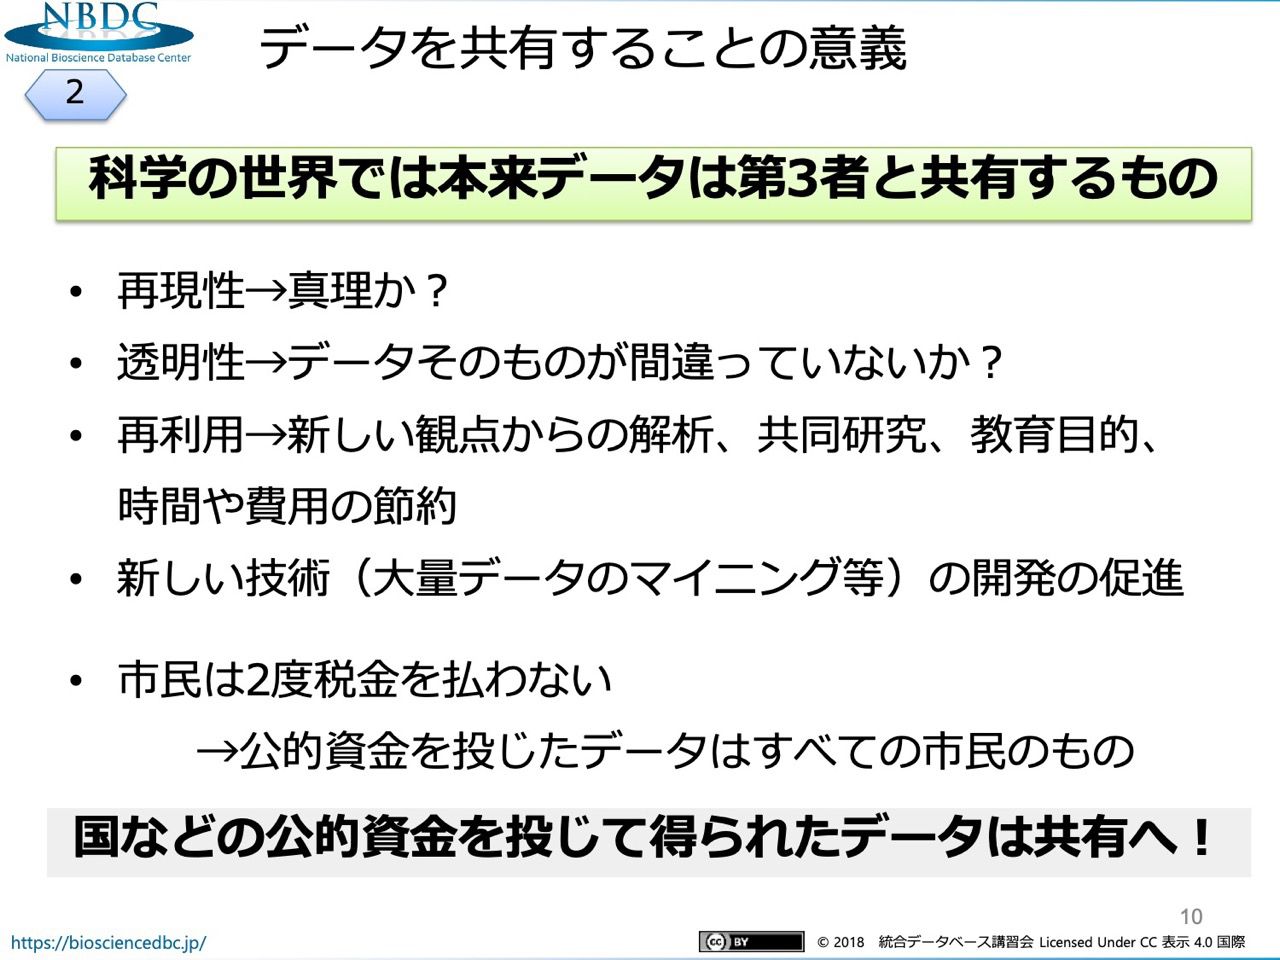 NBDC
National Bioscience Database Center
データを共有することの意義
2
科学の世界では本来データは第3者と共有するもの
• 再現性→真理か？
• 透明性→データそのものが間違っていないか？
• 再利用→新しい観点からの解析、共同研究、教育目的、
時間や費用の節約
• 新しい技術（大量データのマイニング等）の開発の促進
• 市民は2度税金を払わない
→公的資金を投じたデータはすべての市民のもの
国などの公的資金を投じて得られたデータは共有へ！
10
https://biosciencedbc.jp/
cc BY © 2018 統合データベース講習会 Licensed Under CC 表示 4.0 国際